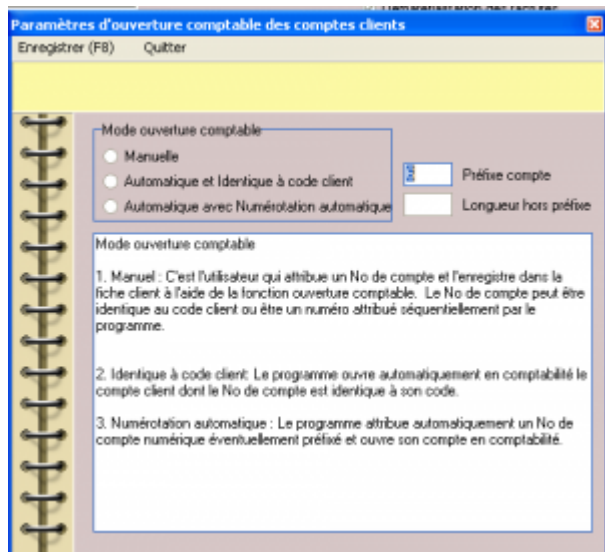 Paramètres d'ouverture comptable des comptes clients
Enregistrer (F8) Quitter
Mode ouverture comptable
Manuelle
Automatique et Identique à code client
Préfixe compte
Automatique avec Numérotation automatique
Longueur hors préfixe
Mode ouverture comptable
1. Manuel : C'est l'utilisateur qui attribue un No de compte et l'enregistre dans la
fiche client à l'aide de la fonction ouverture comptable. Le No de compte peut être
identique au code client ou être un numéro attribué séquentiellement par le
programme.
2. Identique à code client: Le programme ouvre automatiquement en comptabilité le
compte client dont le No de compte est identique à son code.
3. Numérotation automatique : Le programme attribue automatiquement un No de
compte numérique éventuellement préfixé et ouvre son compte en comptabilité.